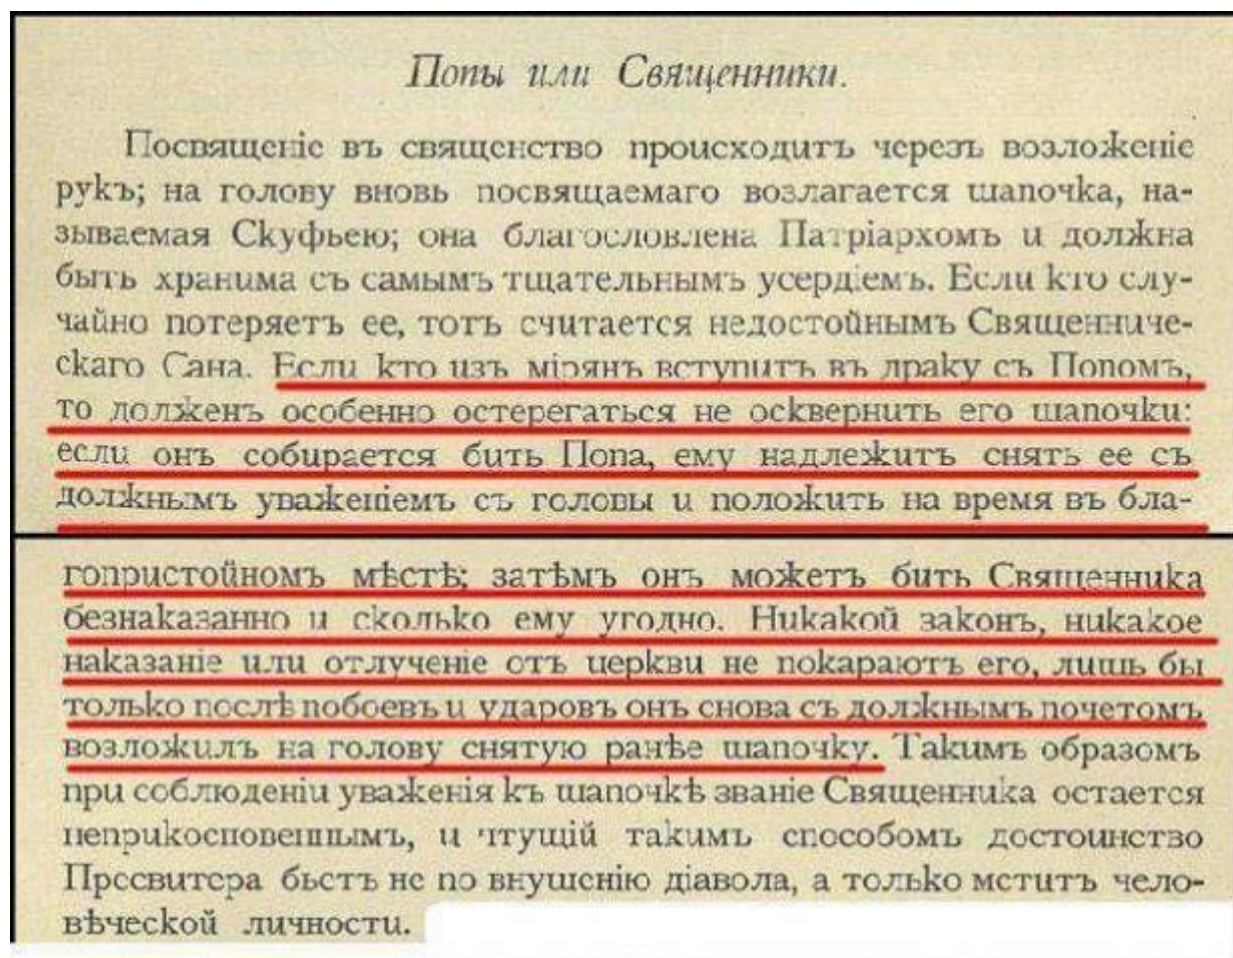 Попы или Священники.
Посвященіе въ священство происходитъ черезъ возложеніе
рукъ; на голову вновь посвящаемаго возлагается шапочка, на-
зываемая Скуфьею; она благословлена Патріархомъ и должна
быть хранима съ самымъ тщательнымъ усердіемъ. Если кто слу-
чайно потеряетъ ее, тотъ считается недостойнымъ Священниче-
скаго Сана. Если кто изъ мірянъ вступитъ въ драку съ Попомъ,
то долженъ особенно остерегаться не осквернить его шапочки:
если онъ собирается бить Попа, ему надлежитъ снять ее съ
должнымъ уваженіемъ съ головы и положить на время въ бла-
гопристойномъ мѣстѣ; затѣмъ онъ можетъ бить Священника
безнаказанно и сколько ему угодно. Никакой законъ, никакое
наказаніе или отлученіе отъ церкви не покараютъ его, лишь бы
только послѣ побоевъ и ударовъ онъ снова съ должнымъ почетомъ
возложилъ на голову снятую ранѣе шапочку. Такимъ образомъ
при соблюденіи уваженія къ шапочкѣ званіе Священника остается
неприкосновеннымъ, и чтущій такимъ способомъ достоинство
Пресвитера бьетъ не по внушенію діавола, а только мститъ чело-
вѣческой личности.